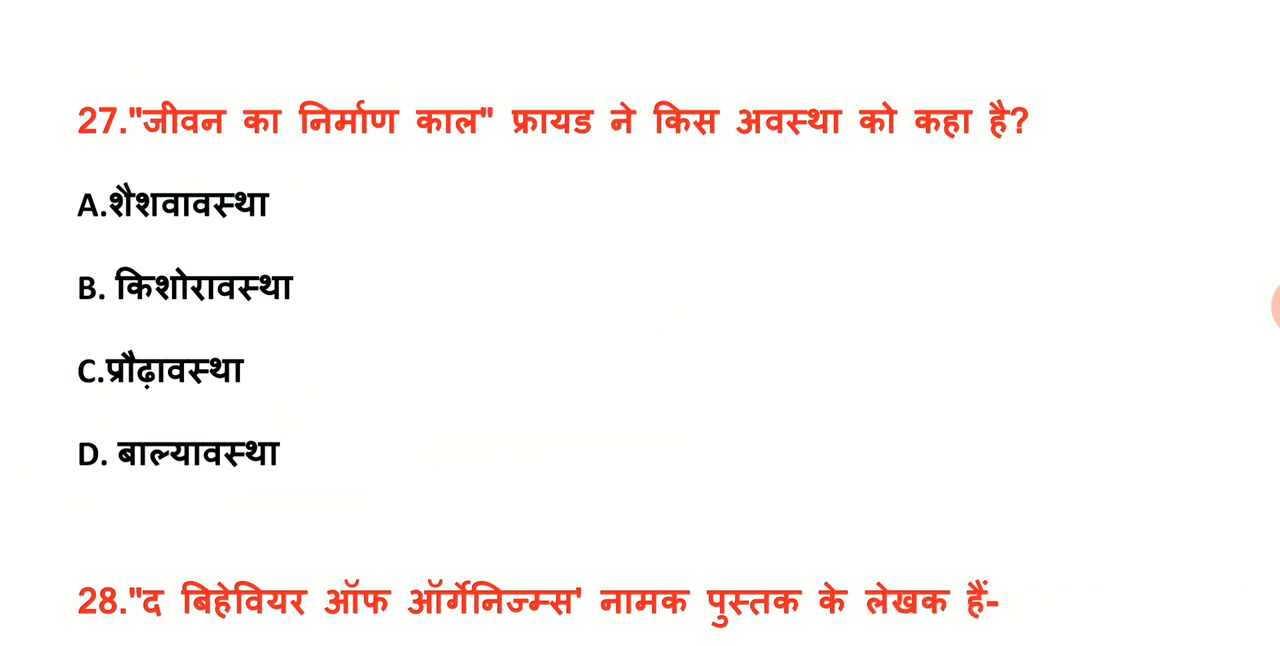 27."जीवन का निर्माण काल" फ्रायड ने किस अवस्था को कहा है?
A.शैशवावस्था
B. किशोरावस्था
C.प्रौढ़ावस्था
D. बाल्यावस्था
28."द बिहेवियर ऑफ ऑर्गेनिज्म्स' नामक पुस्तक के लेखक हैं-